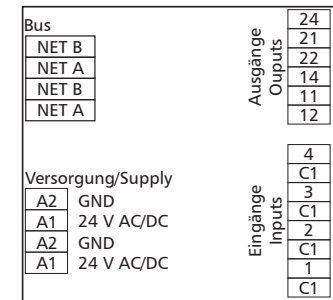 Bus
NET B
NET A
NET B
NET A
Versorgung/Supply
A2 GND
A1 24 V AC/DC
A2 GND
A1 24 V AC/DC
Ausgänge
Ouputs
24
21
22
14
11
12
Eingänge
Inputs
4
C1
3
C1
2
C1
1
C1